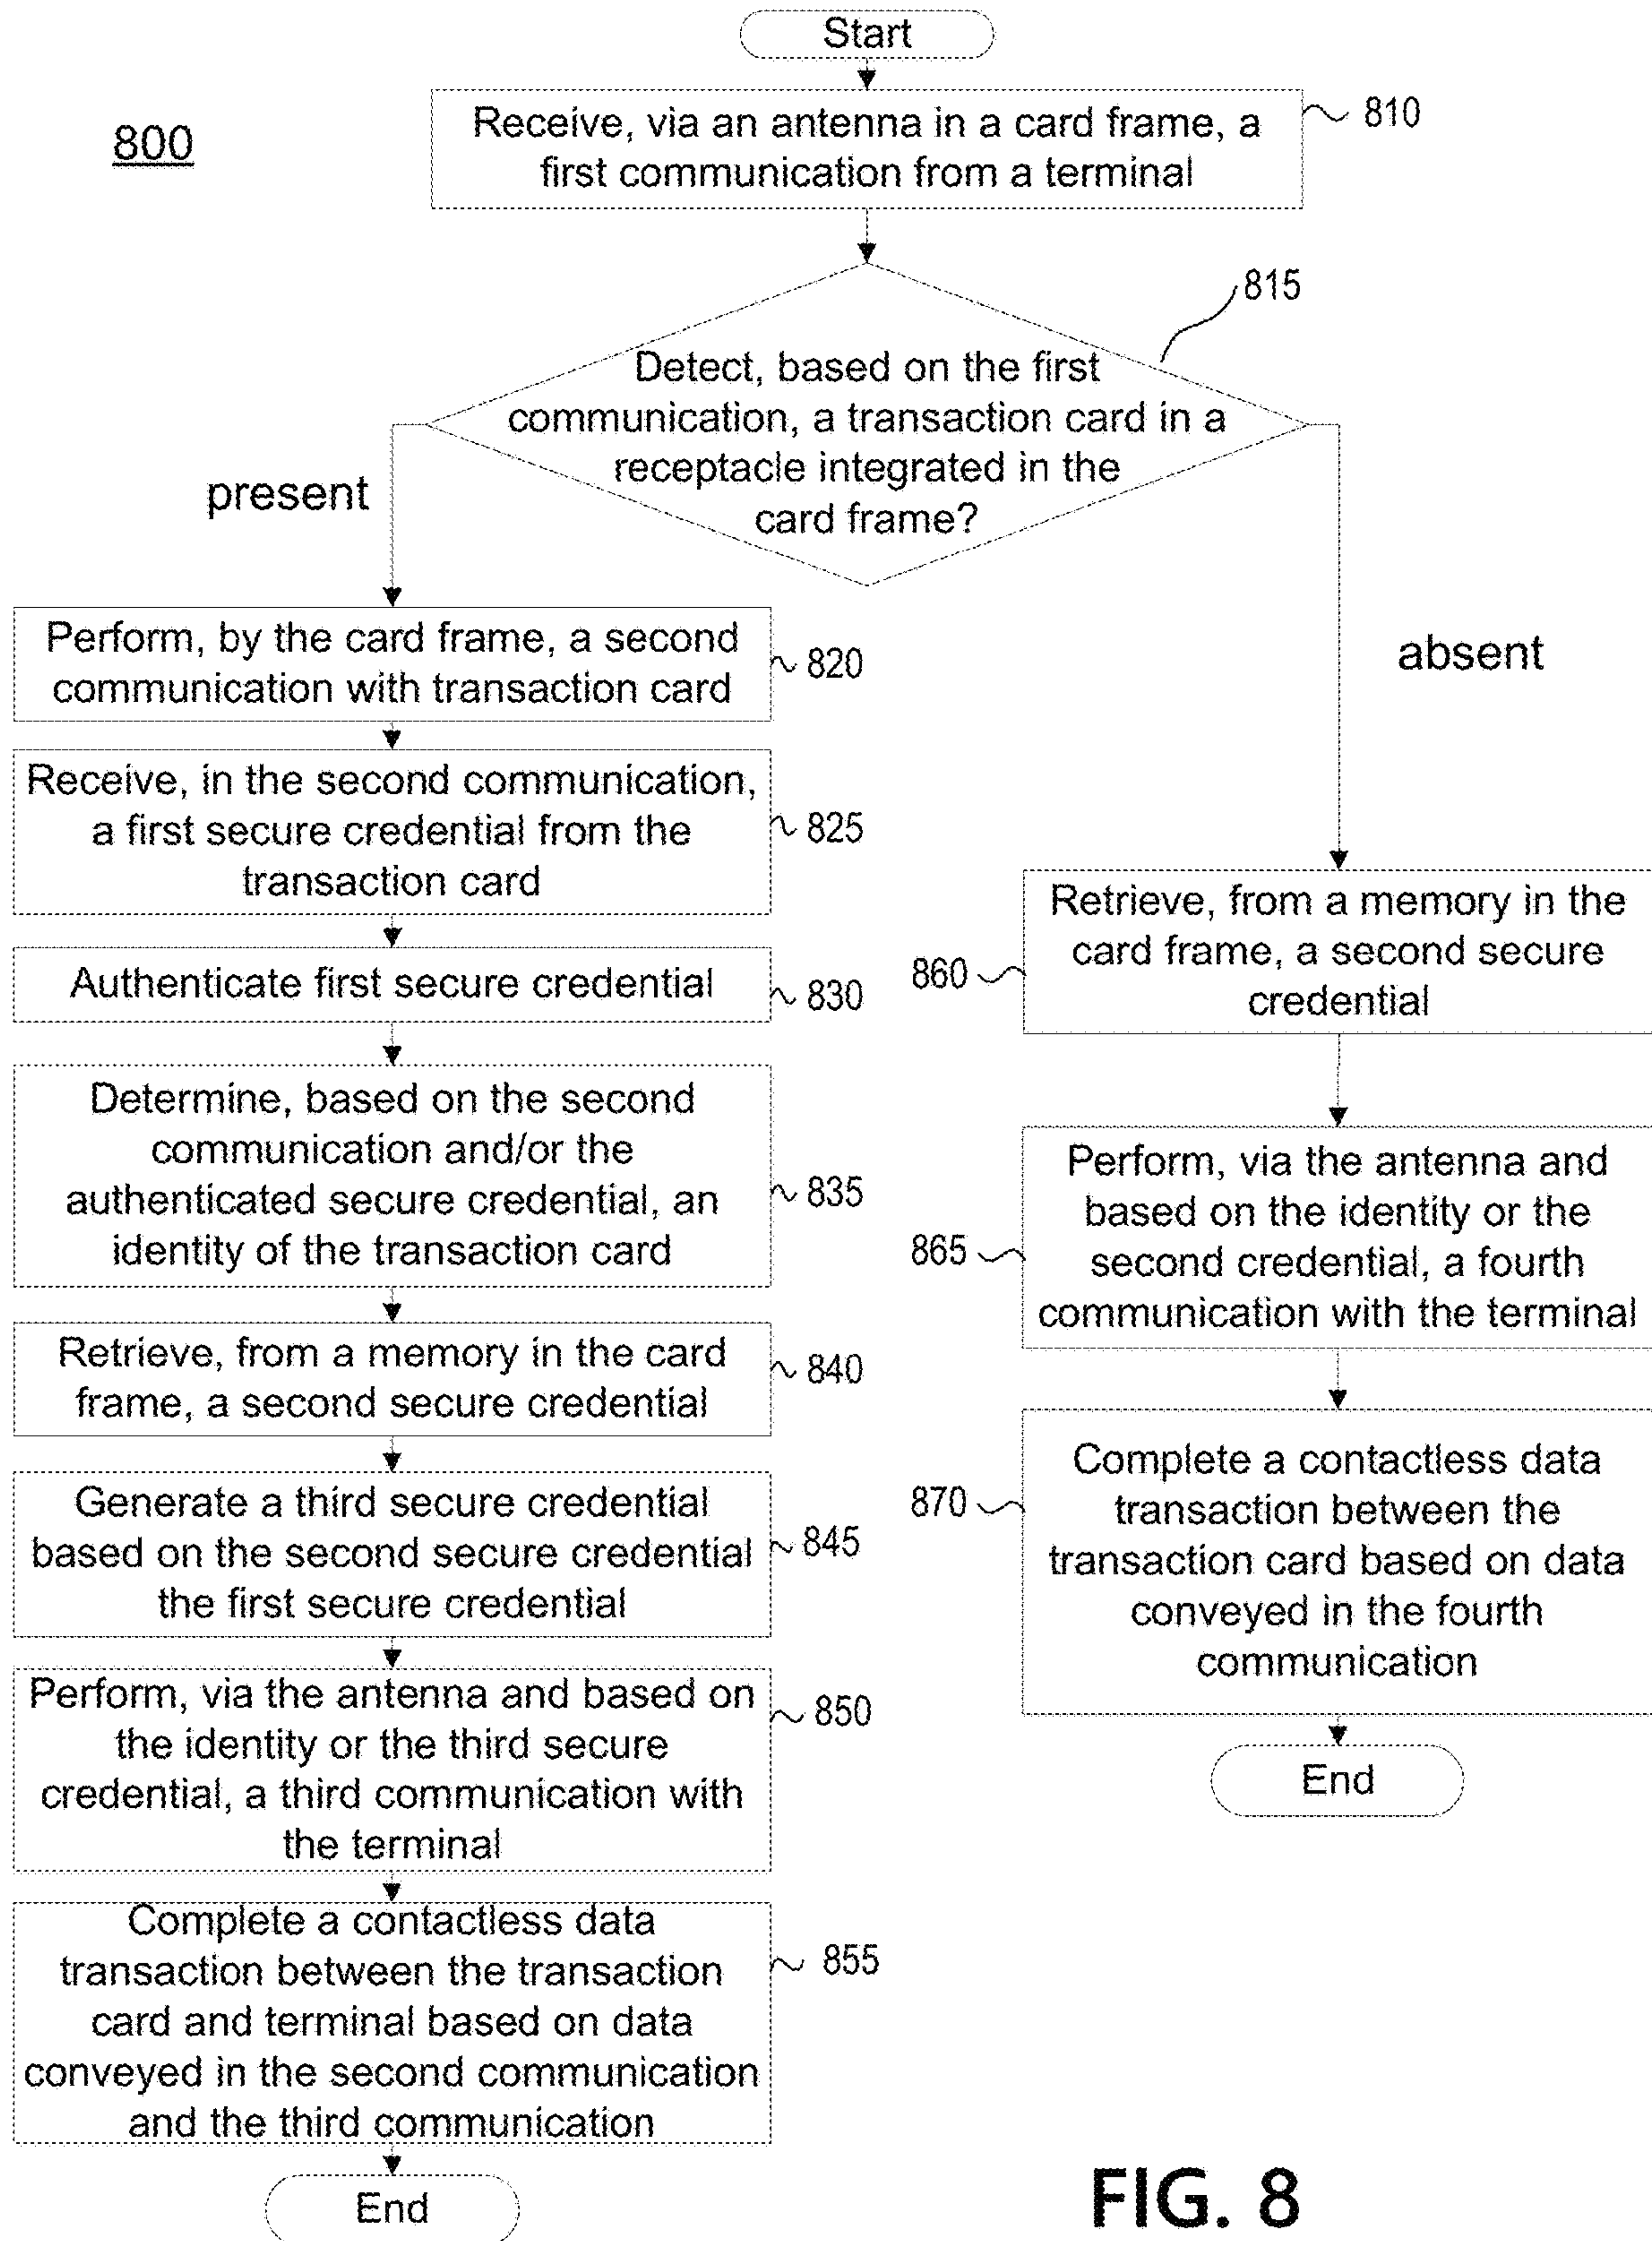 Start
800
Receive, via an antenna in a card frame, a
first communication from a terminal
810
815
Detect, based on the first
communication, a transaction card in a
receptacle integrated in the
card frame?
present
absent
Perform, by the card frame, a second
communication with transaction card
820
Receive, in the second communication,
a first secure credential from the
transaction card
825
Authenticate first secure credential
830
Determine, based on the second
communication and/or the
authenticated secure credential, an
identity of the transaction card
835
Retrieve, from a memory in the card
frame, a second secure credential
840
Generate a third secure credential
based on the second secure credential
the first secure credential
845
Perform, via the antenna and based on
the identity or the third secure
credential, a third communication with
the terminal
850
Complete a contactless data
transaction between the transaction
card and terminal based on data
conveyed in the second communication
and the third communication
855
End
Retrieve, from a memory in the
card frame, a second secure
credential
860
Perform, via the antenna and
based on the identity or the
second credential, a fourth
communication with the terminal
865
Complete a contactless data
transaction between the
transaction card based on data
conveyed in the fourth
communication
870
End
FIG. 8